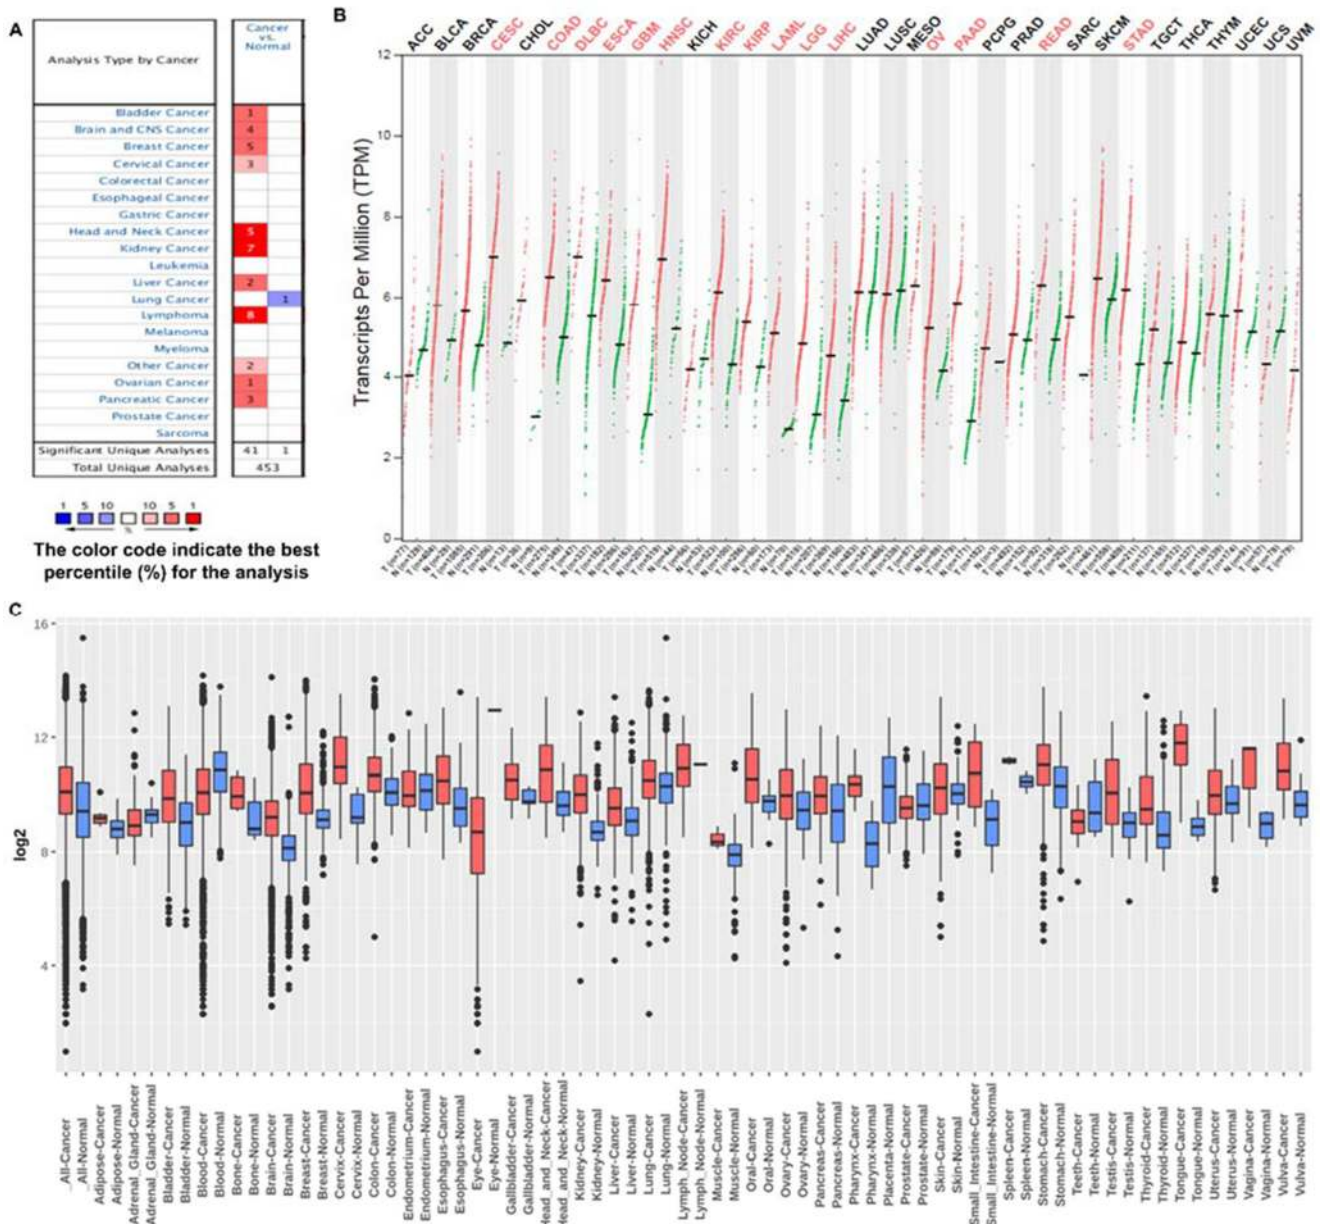 A
Analysis Type by Cancer
Cancer
vs.
Normal
Bladder Cancer 1
Brain and CNS Cancer 4
Breast Cancer 5
Cervical Cancer 3
Colorectal Cancer
Esophageal Cancer
Gastric Cancer
Head and Neck Cancer 5
Kidney Cancer 7
Leukemia
Liver Cancer 2
Lung Cancer 1
Lymphoma 8
Melanoma
Myeloma
Other Cancer 2
Ovarian Cancer 1
Pancreatic Cancer 3
Prostate Cancer
Sarcoma
Significant Unique Analyses 41 1
Total Unique Analyses 453
1 5 10 10 5 1
%
The color code indicate the best
percentile (%) for the analysis
B
ACC BLCA BRCA CESC CHOL COAD DLBC ESCA GBM HNSC KICH KIRC KIRP LAML LGG LIHC LUAD LUSC MESO OV PAAD PCPG PRAD READ SARC SKCM STAD TGCT THCA THYM UCEC UCS UVM
Transcripts Per Million (TPM)
12
10
8
6
4
2
0
C
log2
16
12
8
4
_All-Cancer
_All-Normal
Adipose-Cancer
Adipose-Normal
Adrenal_Gland-Cancer
Adrenal_Gland-Normal
Bladder-Cancer
Bladder-Normal
Blood-Cancer
Blood-Normal
Bone-Cancer
Bone-Normal
Brain-Cancer
Brain-Normal
Breast-Cancer
Breast-Normal
Cervix-Cancer
Cervix-Normal
Colon-Cancer
Colon-Normal
Endometrium-Cancer
Endometrium-Normal
Esophagus-Cancer
Esophagus-Normal
Eye-Cancer
Eye-Normal
Gallbladder-Cancer
Gallbladder-Normal
Head_and_Neck-Cancer
Head_and_Neck-Normal
Kidney-Cancer
Kidney-Normal
Liver-Cancer
Liver-Normal
Lung-Cancer
Lung-Normal
Lymph_Node-Cancer
Lymph_Node-Normal
Muscle-Cancer
Muscle-Normal
Oral-Cancer
Oral-Normal
Ovary-Cancer
Ovary-Normal
Pancreas-Cancer
Pancreas-Normal
Pharynx-Cancer
Pharynx-Normal
Placenta-Normal
Prostate-Cancer
Prostate-Normal
Skin-Cancer
Skin-Normal
Small_Intestine-Cancer
Small_Intestine-Normal
Spleen-Cancer
Spleen-Normal
Stomach-Cancer
Stomach-Normal
Teeth-Cancer
Teeth-Normal
Testis-Cancer
Testis-Normal
Thyroid-Cancer
Thyroid-Normal
Tongue-Cancer
Tongue-Normal
Uterus-Cancer
Uterus-Normal
Vagina-Cancer
Vagina-Normal
Vulva-Cancer
Vulva-Normal